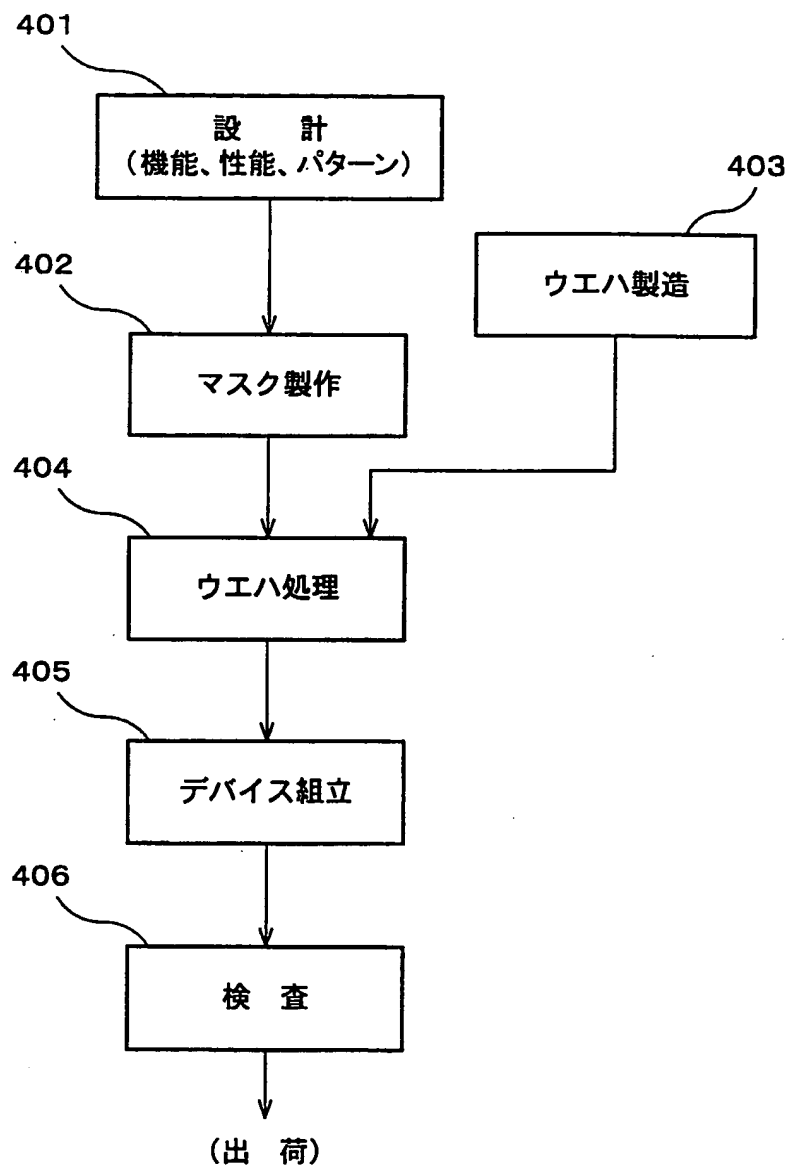 401
設 計
(機能、性能、パターン)
403
ウエハ製造
402
マスク製作
404
ウエハ処理
405
デバイス組立
406
検 査
(出 荷)